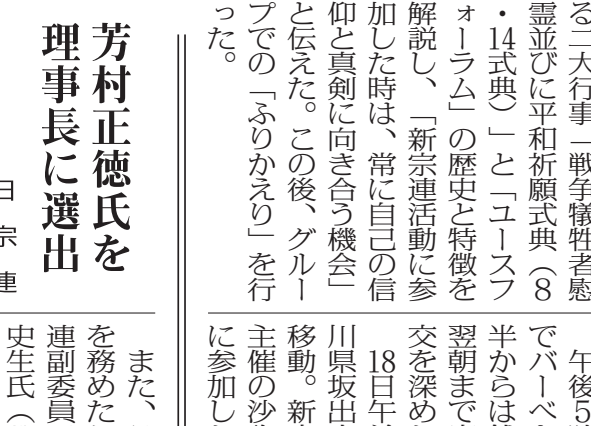 る二大行事「戦争犠牲者慰
霊並びに平和祈願式典（８
・14式典）」と「ユースフ
ォーラム」の歴史と特徴を
解説し、「新宗連活動に参
加した時は、常に自己の信
仰と真剣に向き合う機会」
と伝えた。この後、グルー
プでの「ふりかえり」を行
った。
午後５
でバーベ
半からは
翌朝まで
交を深め
18日午
川県坂出
移動。新
主催の沙
に参加し
芳村正徳氏を
理事長に選出
日宗連
また、
を務めた
連副委員
史生氏（